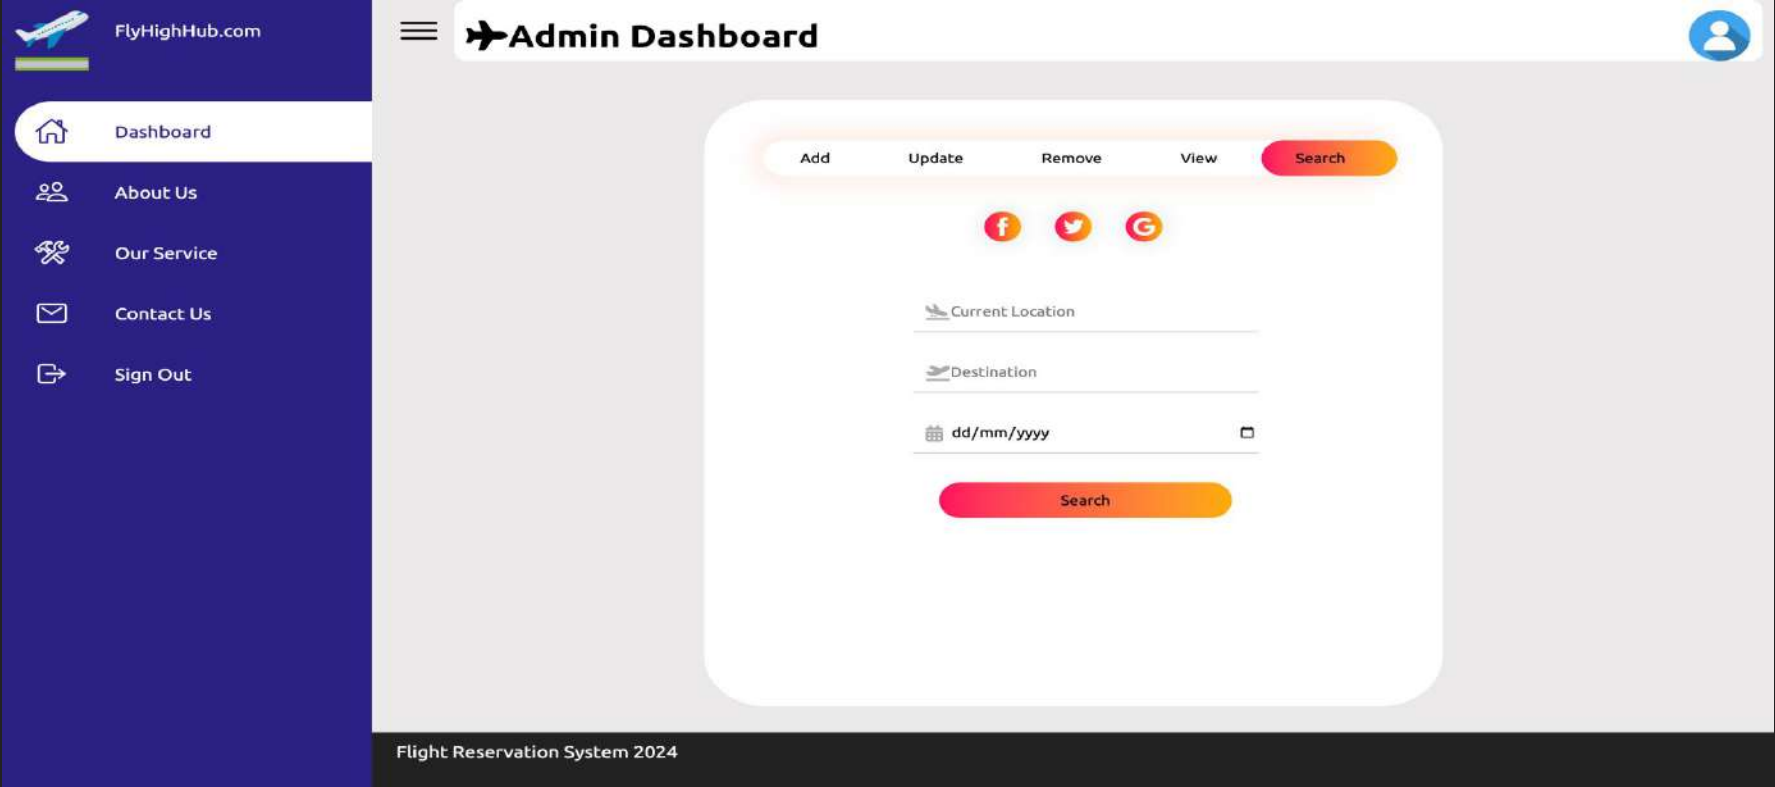 FlyHighHub.com
Dashboard
About Us
Our Service
Contact Us
Sign Out
Admin Dashboard
Add Update Remove View Search
Current Location
Destination
dd/mm/yyyy
Search
Flight Reservation System 2024